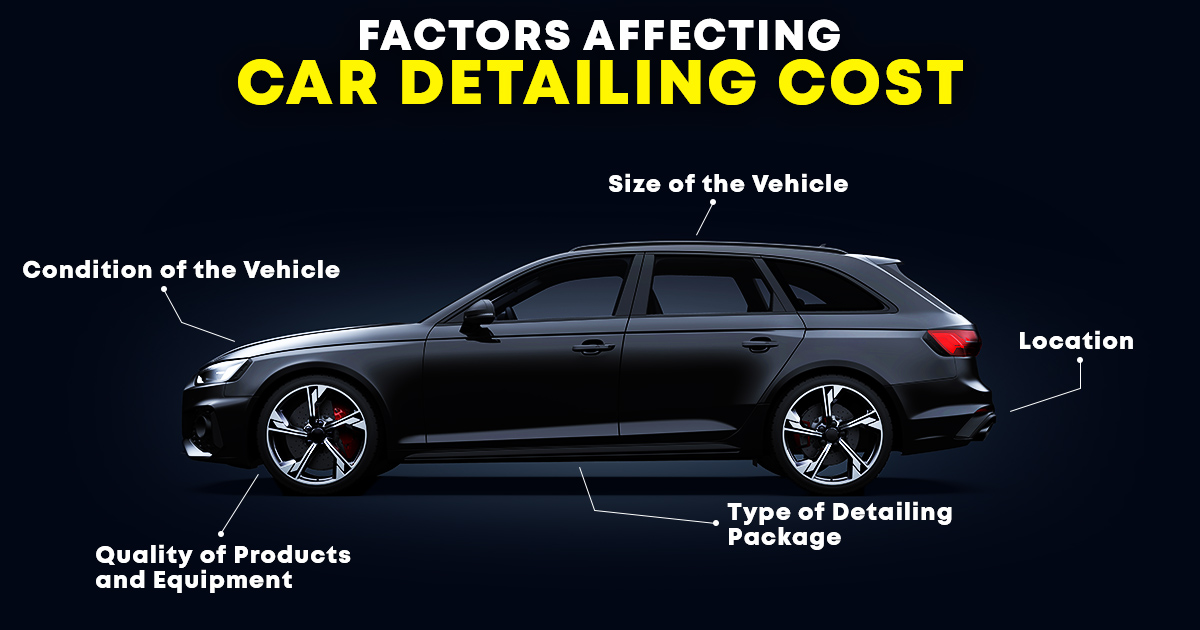 FACTORS AFFECTING
CAR DETAILING COST
Size of the Vehicle
Condition of the Vehicle
Location
Type of Detailing
Package
Quality of Products
and Equipment